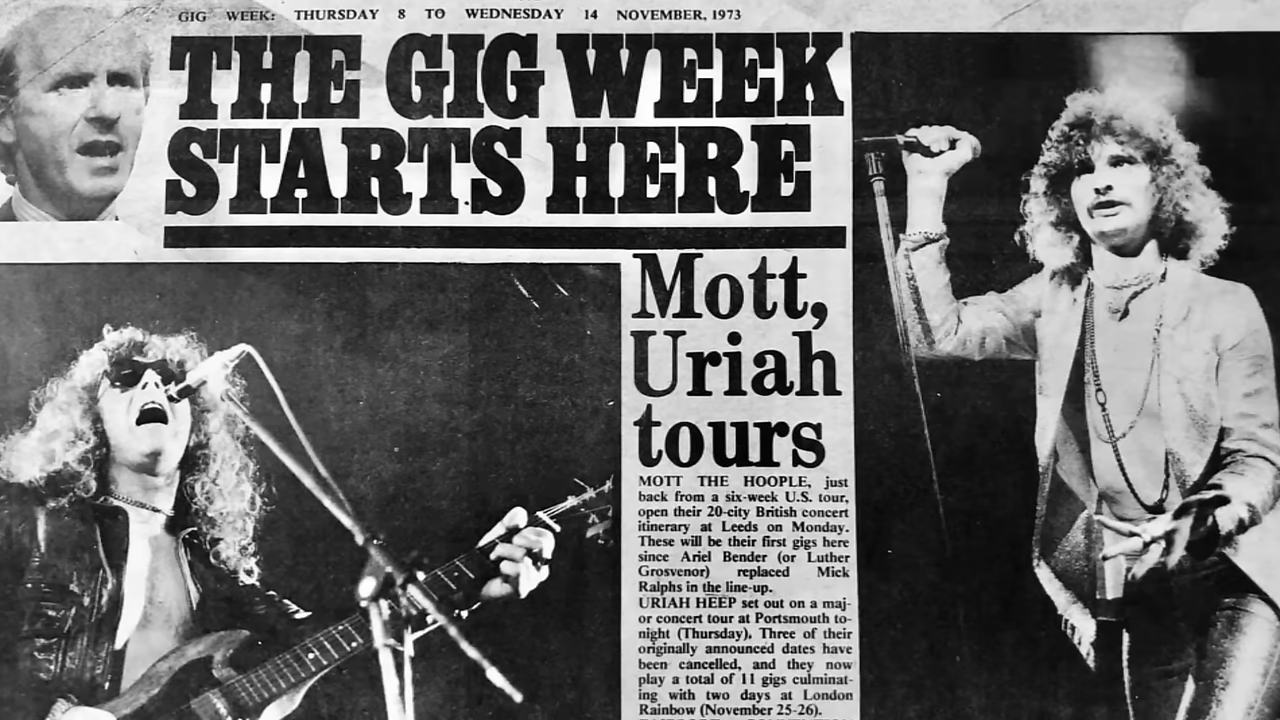 GIG WEEK: THURSDAY 8 TO WEDNESDAY 14 NOVEMBER, 1973
THE GIG WEEK
STARTS HERE
Mott,
Uriah
tours
MOTT THE HOOPLE, just
back from a six-week U.S. tour,
open their 20-city British concert
itinerary at Leeds on Monday.
These will be their first gigs here
since Ariel Bender (or Luther
Grosvenor) replaced Mick
Ralphs in the line-up.
URIAH HEEP set out on a maj-
or concert tour at Portsmouth to-
night (Thursday). Three of their
originally announced dates have
been cancelled, and they now
play a total of 11 gigs culminat-
ing with two days at London
Rainbow (November 25-26).